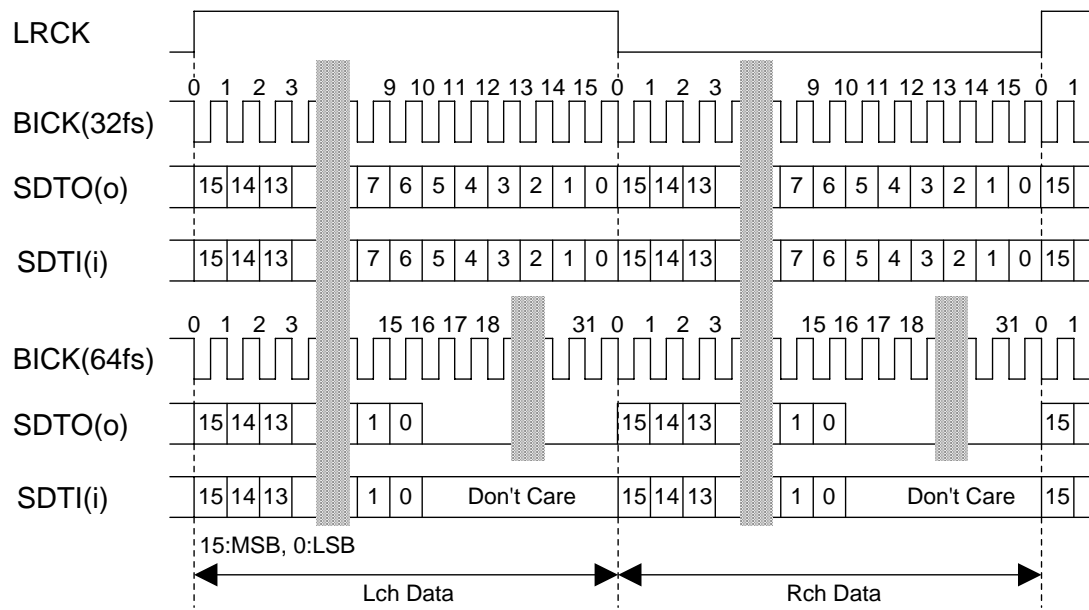 LRCK
0 1 2 3 9 10 11 12 13 14 15 0 1 2 3 9 10 11 12 13 14 15 0 1
BICK(32fs)
SDTO(o) 15 14 13 7 6 5 4 3 2 1 0 15 14 13 7 6 5 4 3 2 1 0 15
SDTI(i) 15 14 13 7 6 5 4 3 2 1 0 15 14 13 7 6 5 4 3 2 1 0 15
0 1 2 3 15 16 17 18 31 0 1 2 3 15 16 17 18 31 0 1
BICK(64fs)
SDTO(o) 15 14 13 1 0 15 14 13 1 0 15
SDTI(i) 15 14 13 1 0 Don't Care 15 14 13 1 0 Don't Care 15
15:MSB, 0:LSB
Lch Data Rch Data